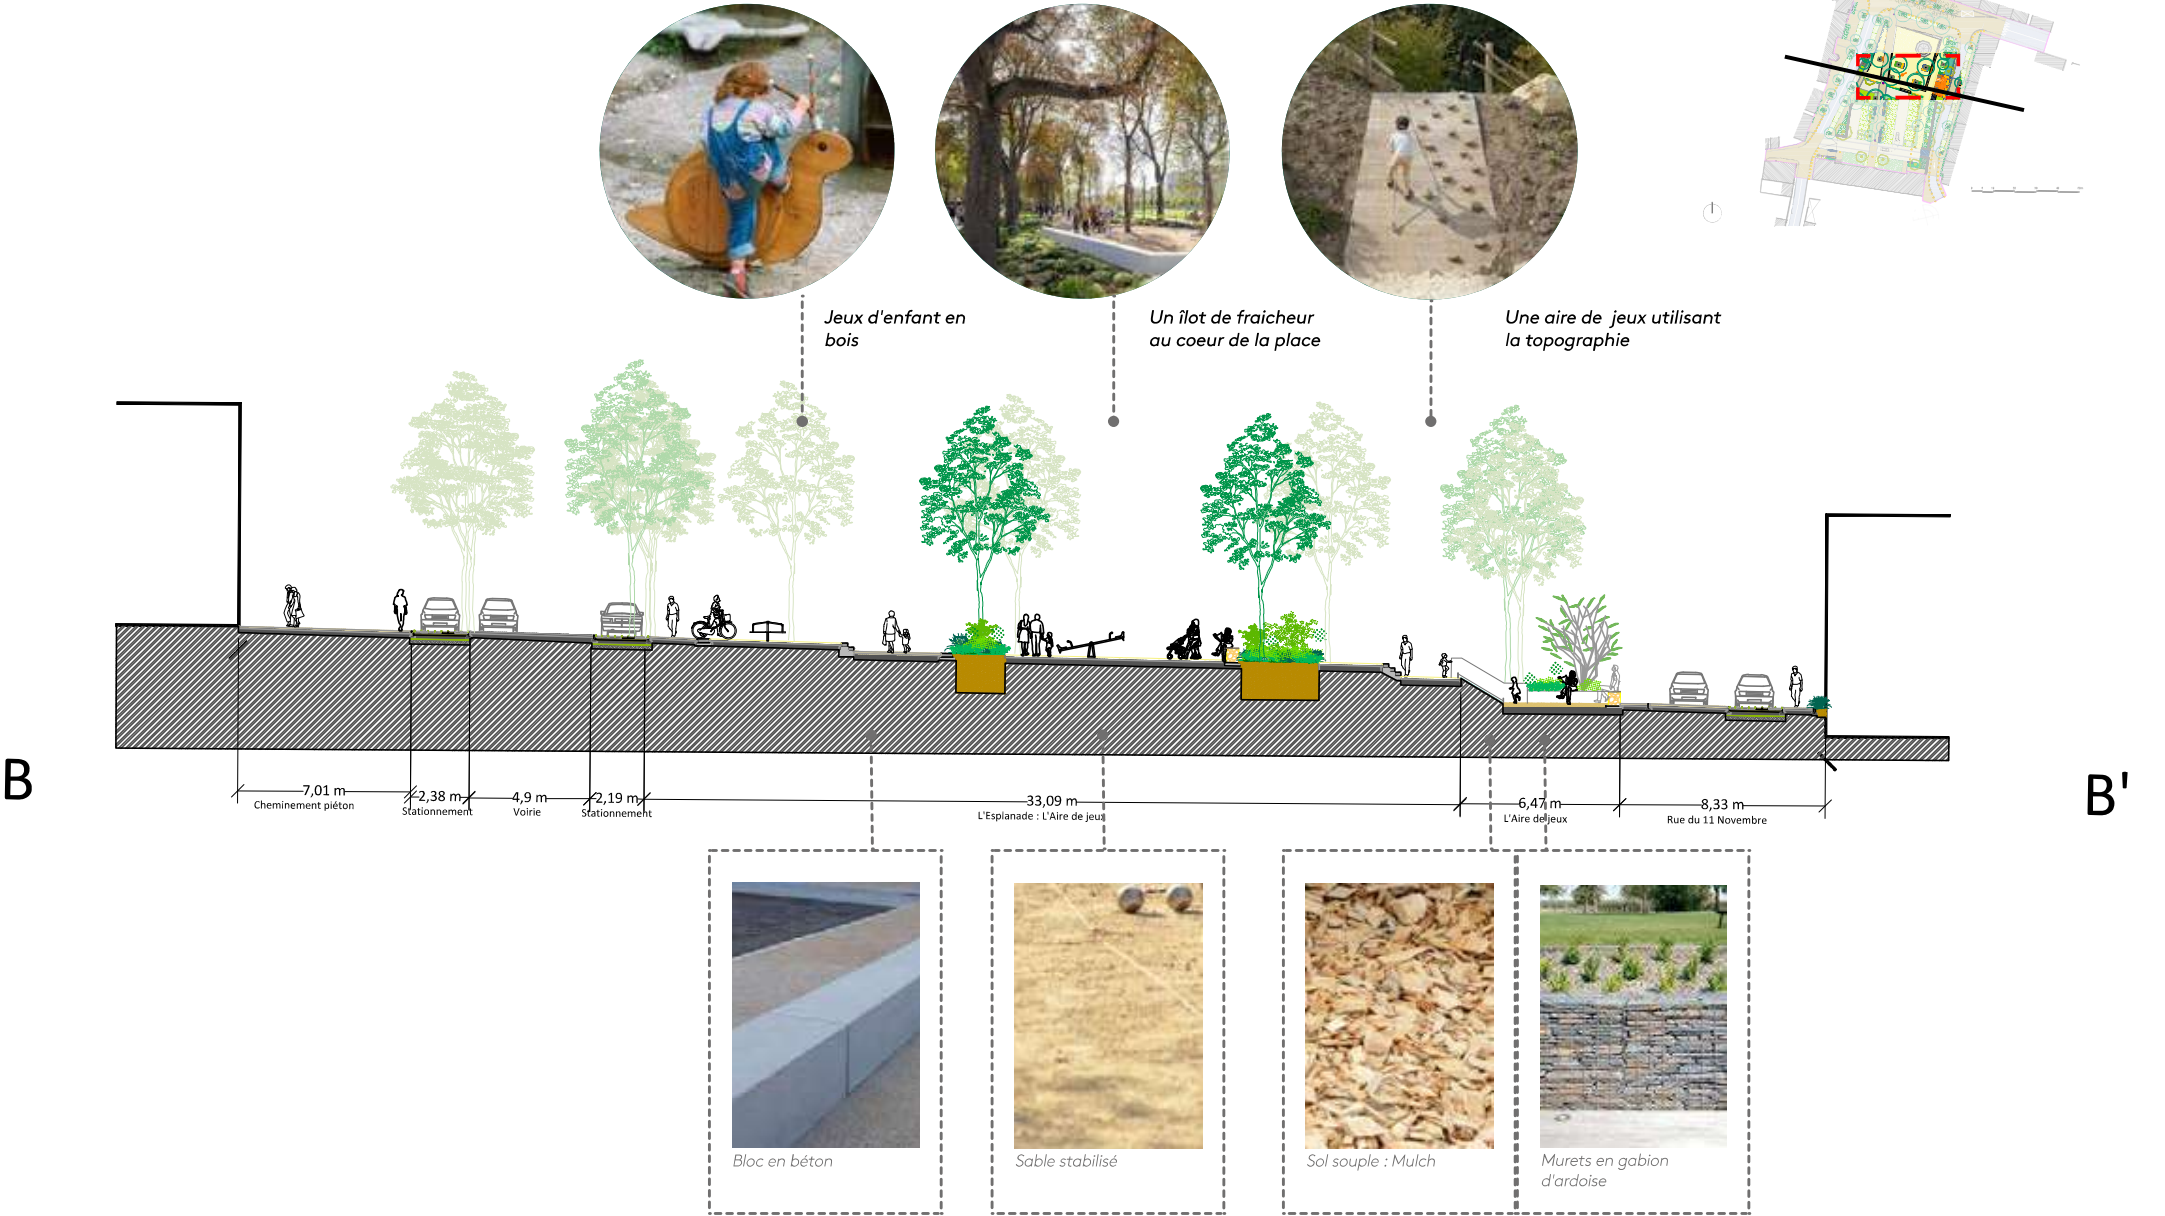 Jeux d'enfant en
bois
Un îlot de fraicheur
au coeur de la place
Une aire de jeux utilisant
la topographie
B
B'
7,01 m
Cheminement piéton
2,38 m
Stationnement
4,9 m
Voirie
2,19 m
Stationnement
33,09 m
L'Esplanade : L'Aire de jeux
6,47 m
L'Aire de jeux
8,33 m
Rue du 11 Novembre
Bloc en béton
Sable stabilisé
Sol souple : Mulch
Murets en gabion
d'ardoise